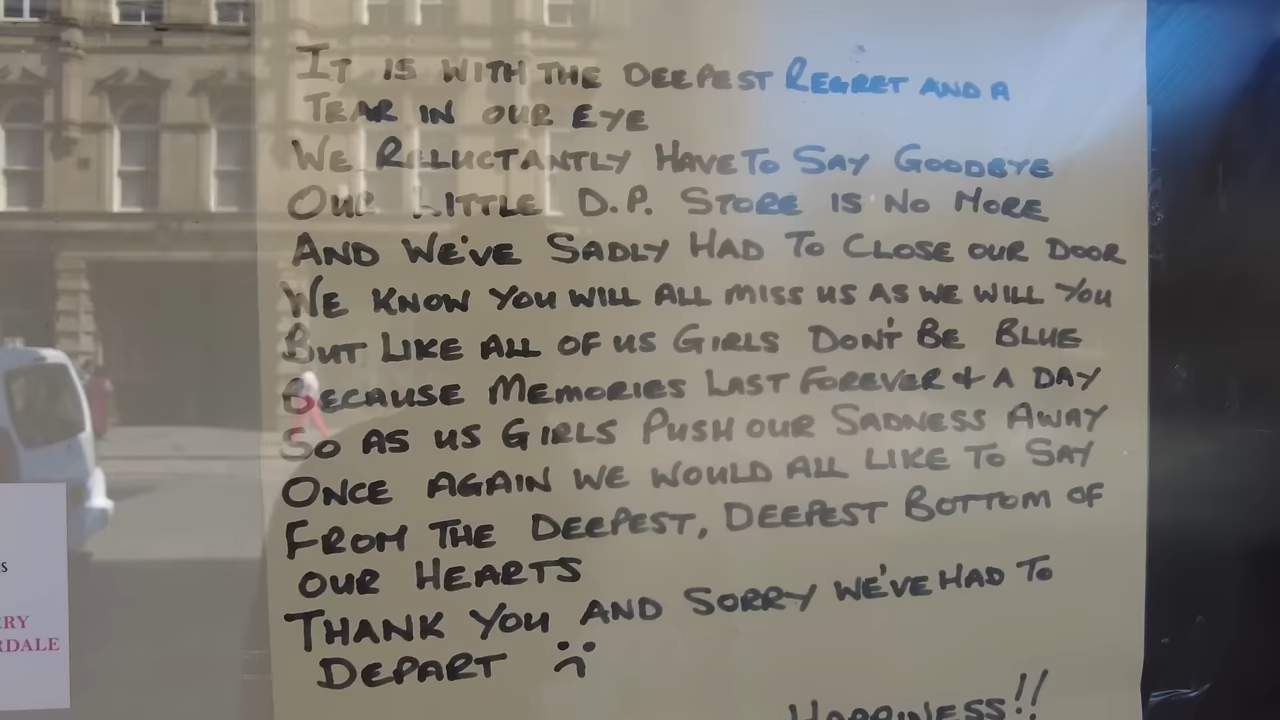 IT IS WITH THE DEEPEST REGRET AND A
TEAR IN OUR EYE
WE RELUCTANTLY HAVE TO SAY GOODBYE
OUR LITTLE D.P. STORE IS NO MORE
AND WE'VE SADLY HAD TO CLOSE OUR DOOR
WE KNOW YOU WILL ALL MISS US AS WE WILL YOU
BUT LIKE ALL OF US GIRLS DON'T BE BLUE
BECAUSE MEMORIES LAST FOREVER & A DAY
SO AS US GIRLS PUSH OUR SADNESS AWAY
ONCE AGAIN WE WOULD ALL LIKE TO SAY
FROM THE DEEPEST, DEEPEST BOTTOM OF
OUR HEARTS
THANK YOU AND SORRY WE'VE HAD TO
DEPART
HAPPINESS!!
S
ERY
RDALE